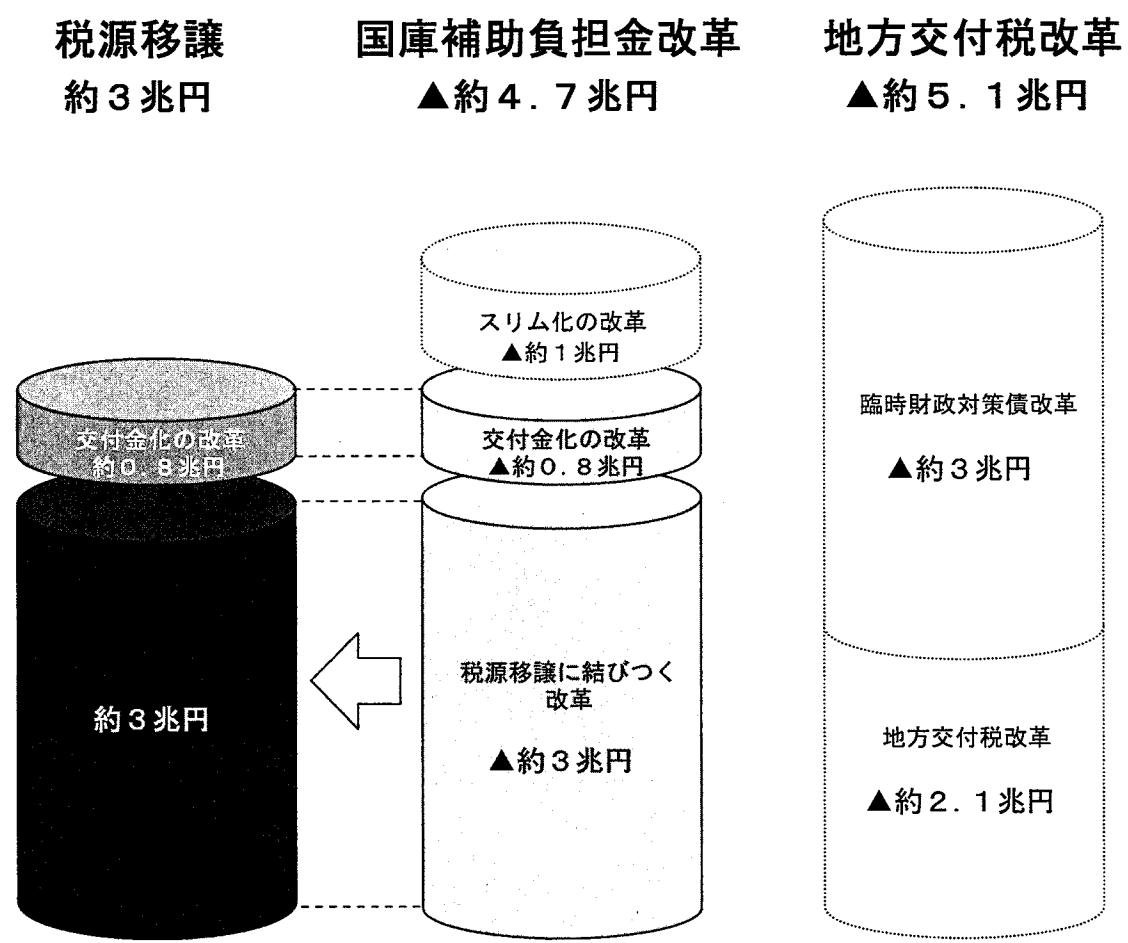 税源移譲
約3兆円
国庫補助負担金改革
▲約4.7兆円
地方交付税改革
▲約5.1兆円
交付金化の改革
約0.8兆円
約3兆円
スリム化の改革
▲約1兆円
交付金化の改革
▲約0.8兆円
税源移譲に結びつく
改革
▲約3兆円
臨時財政対策債改革
▲約3兆円
地方交付税改革
▲約2.1兆円